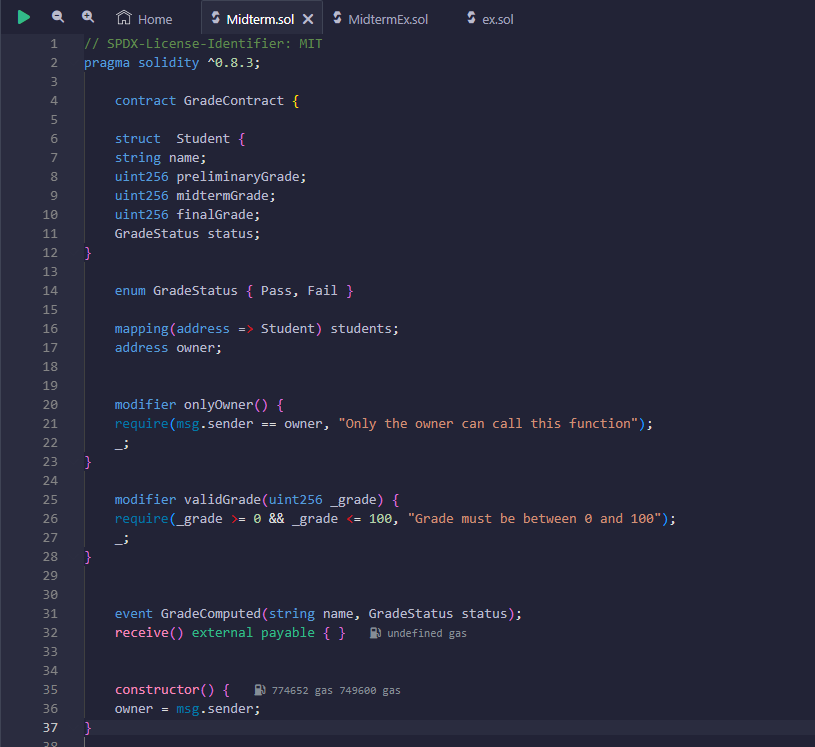 Home Midterm.sol MidtermEx.sol ex.sol
1 // SPDX-License-Identifier: MIT
2 pragma solidity ^0.8.3;
3
4 contract GradeContract {
5
6 struct  Student {
7 string name;
8 uint256 preliminaryGrade;
9 uint256 midtermGrade;
10 uint256 finalGrade;
11 GradeStatus status;
12 }
13
14 enum GradeStatus { Pass, Fail }
15
16 mapping(address => Student) students;
17 address owner;
18
19
20 modifier onlyOwner() {
21 require(msg.sender == owner, "Only the owner can call this function");
22 _;
23 }
24
25 modifier validGrade(uint256 _grade) {
26 require(_grade >= 0 && _grade <= 100, "Grade must be between 0 and 100");
27 _;
28 }
29
30
31 event GradeComputed(string name, GradeStatus status);
32 receive() external payable { } undefined gas
33
34
35 constructor() { 774652 gas 749600 gas
36 owner = msg.sender;
37 }
38